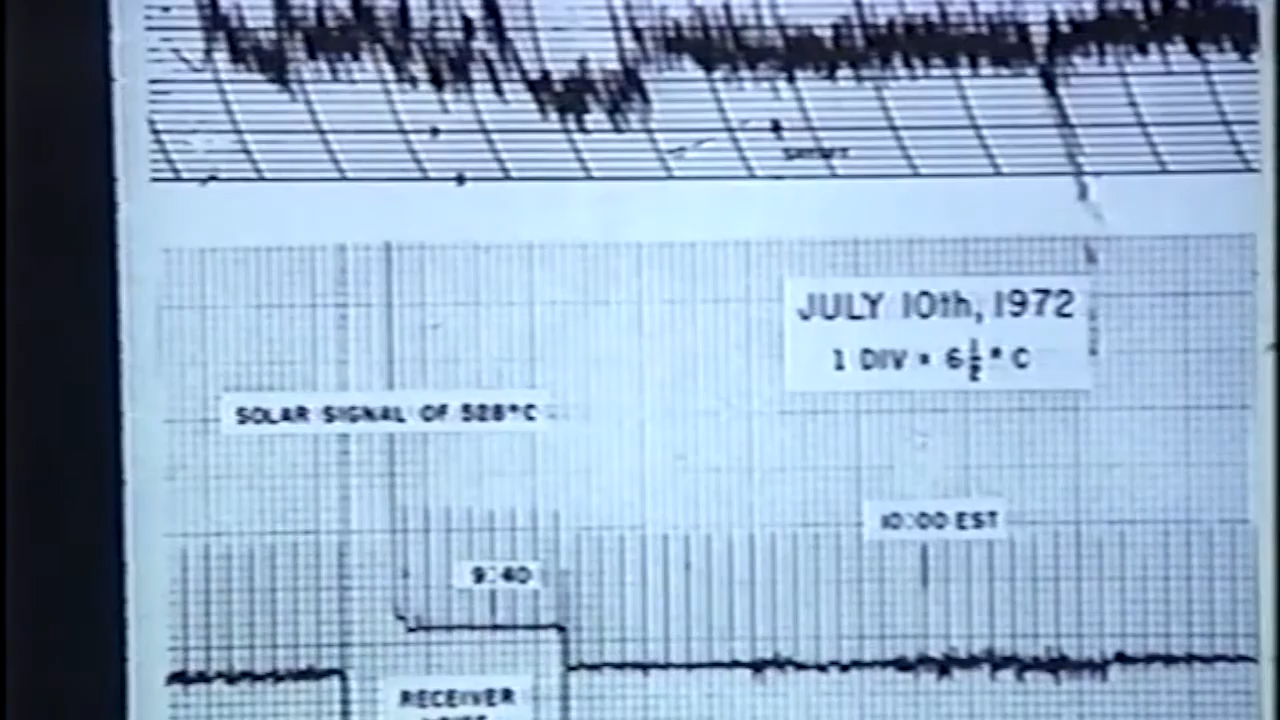 JULY 10th, 1972
1 DIV = 6½° C
SOLAR SIGNAL OF 528°C
10:00 EST
9:40
RECEIVER